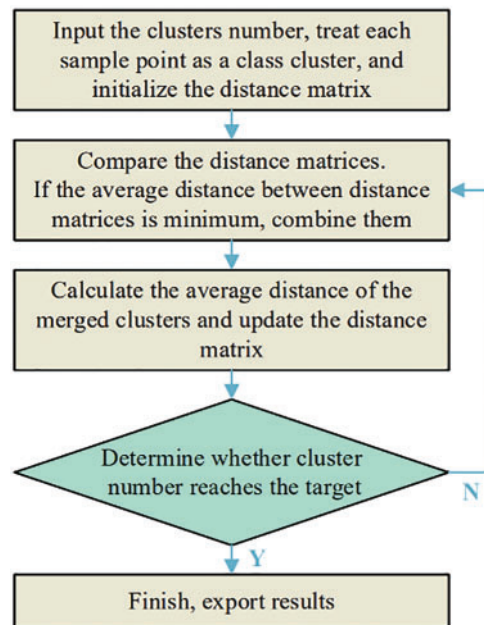 Input the clusters number, treat each
sample point as a class cluster, and
initialize the distance matrix
Compare the distance matrices.
If the average distance between distance
matrices is minimum, combine them
Calculate the average distance of the
merged clusters and update the distance
matrix
Determine whether cluster
number reaches the target
N
Y
Finish, export results